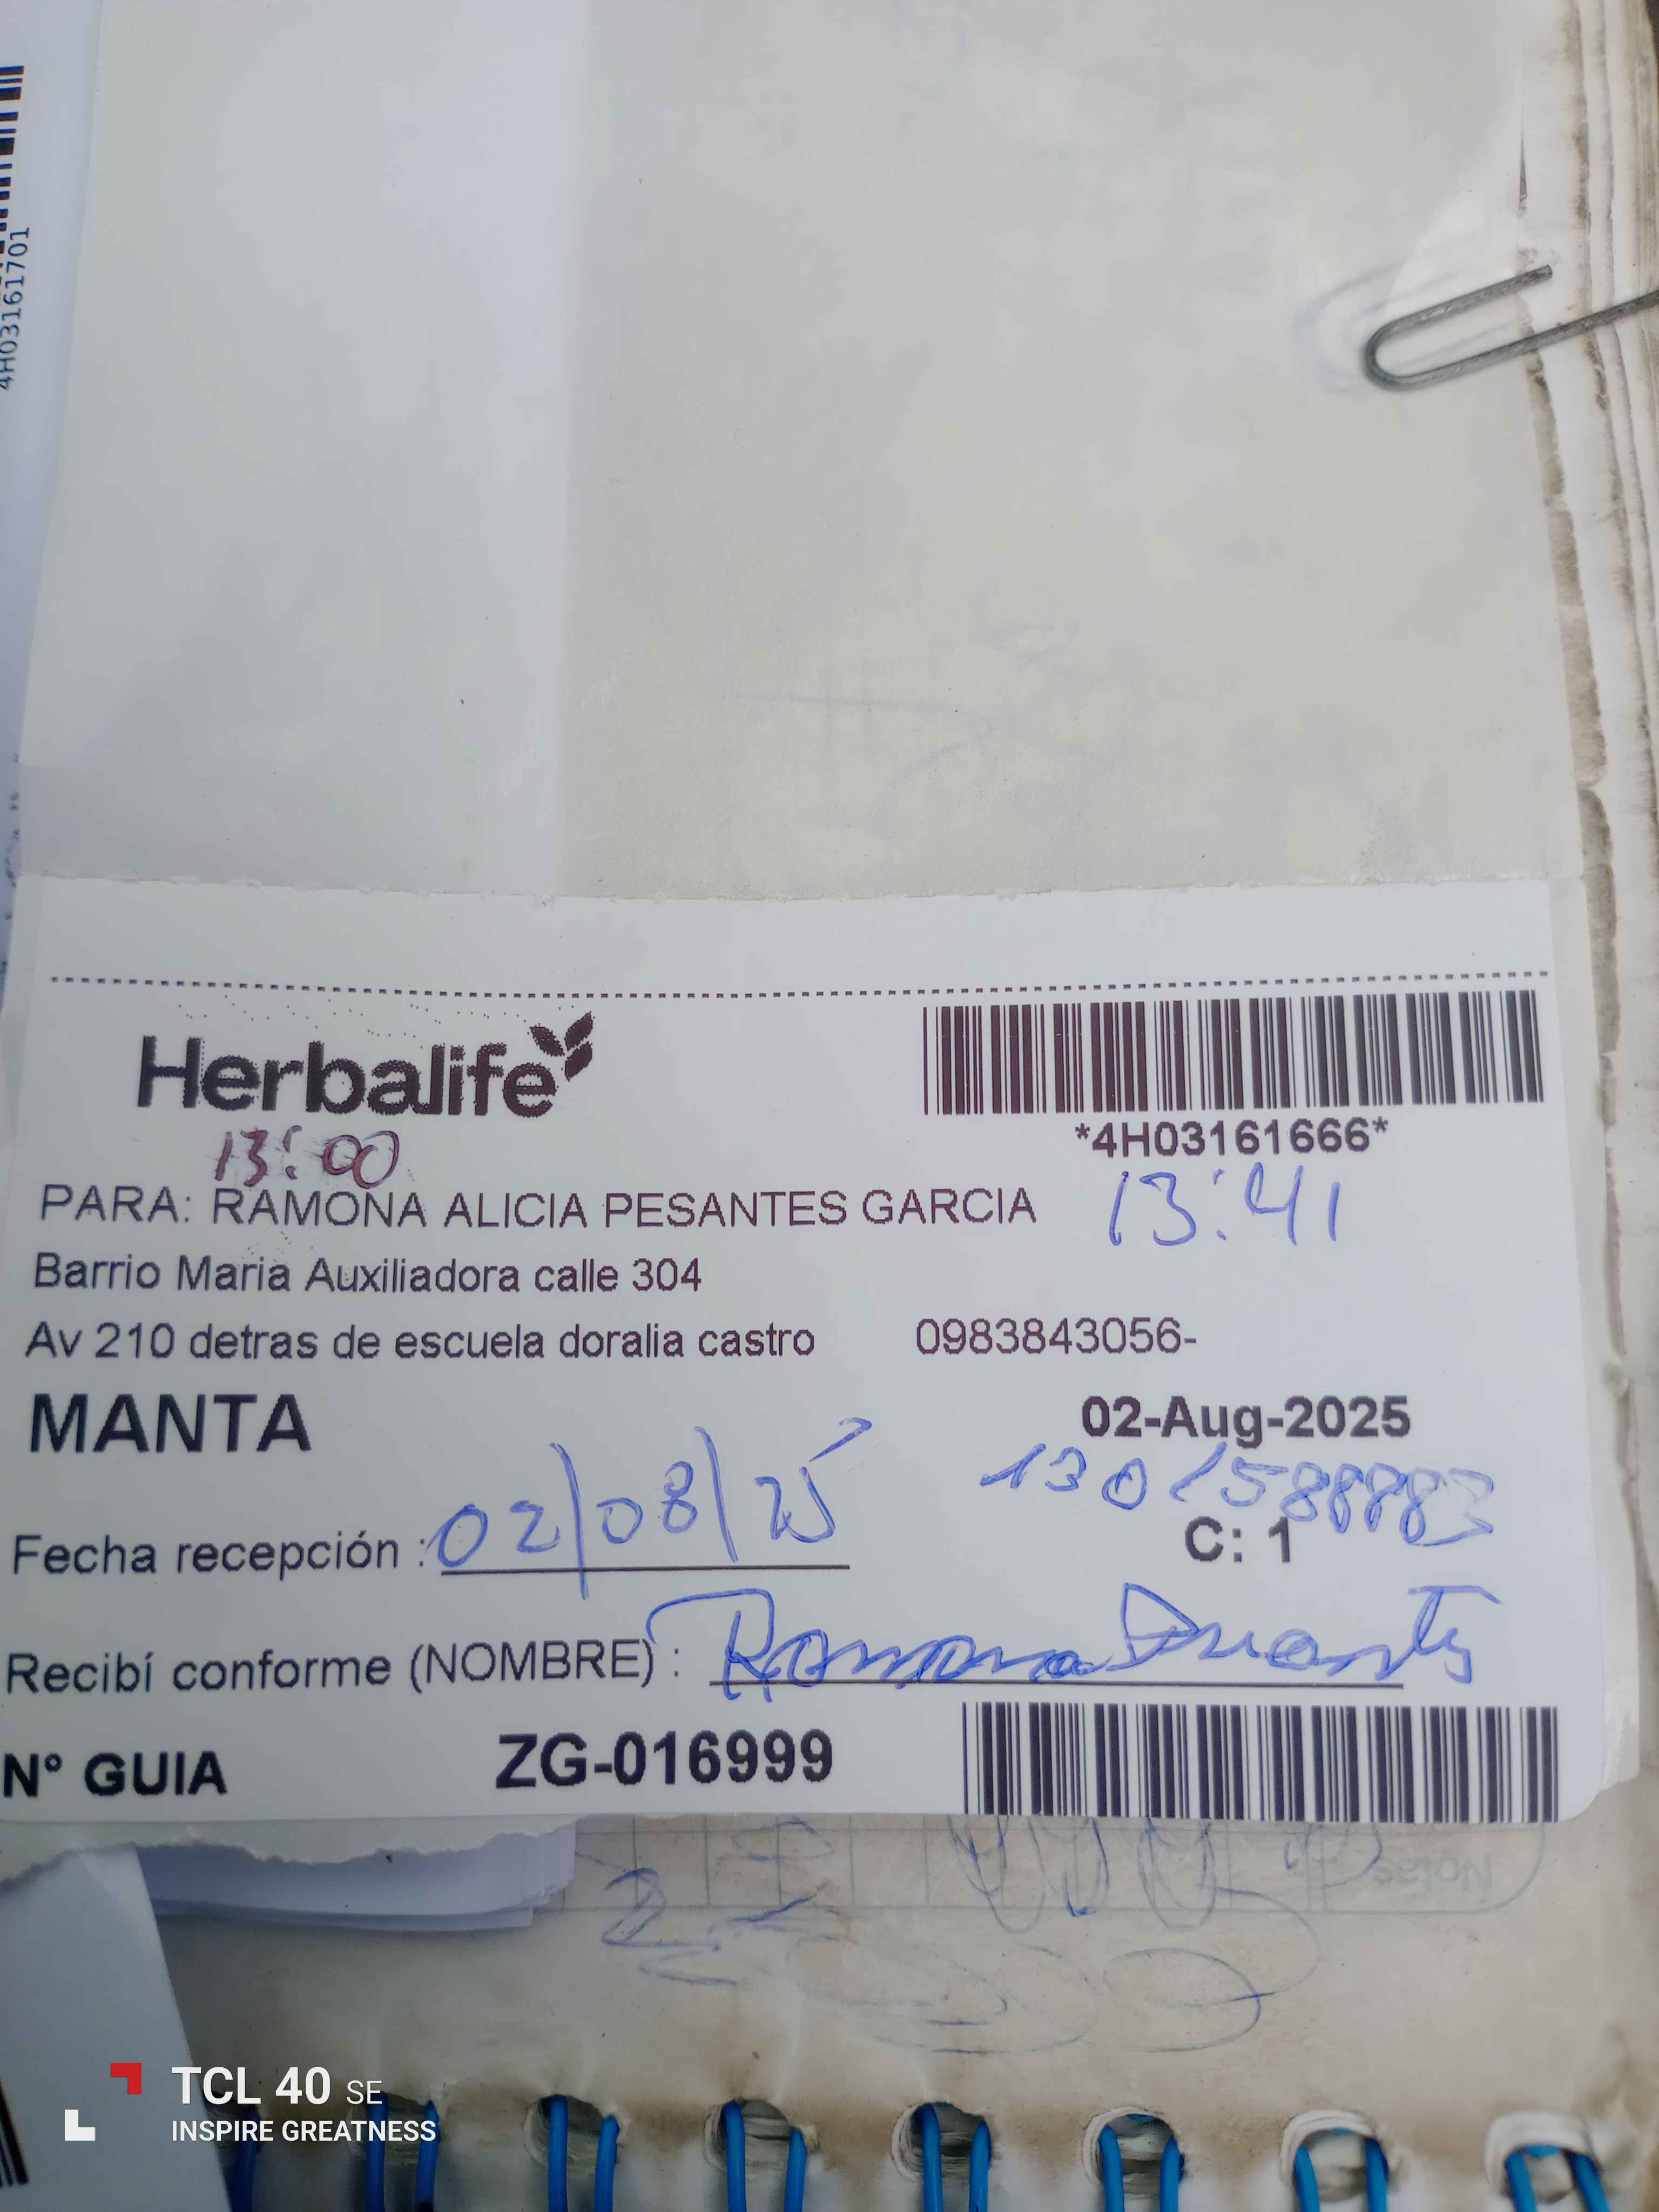 4H03161701
Herbalife
*4H03161666*
13:00
PARA: RAMONA ALICIA PESANTES GARCIA 13:41
Barrio Maria Auxiliadora calle 304
Av 210 detras de escuela doralia castro 0983843056-
MANTA 02-Aug-2025
Fecha recepción : 02/08/25
C: 1
Recibí conforme (NOMBRE) : Ramona
N° GUIA ZG-016999
Notas
TCL 40 SE
INSPIRE GREATNESS